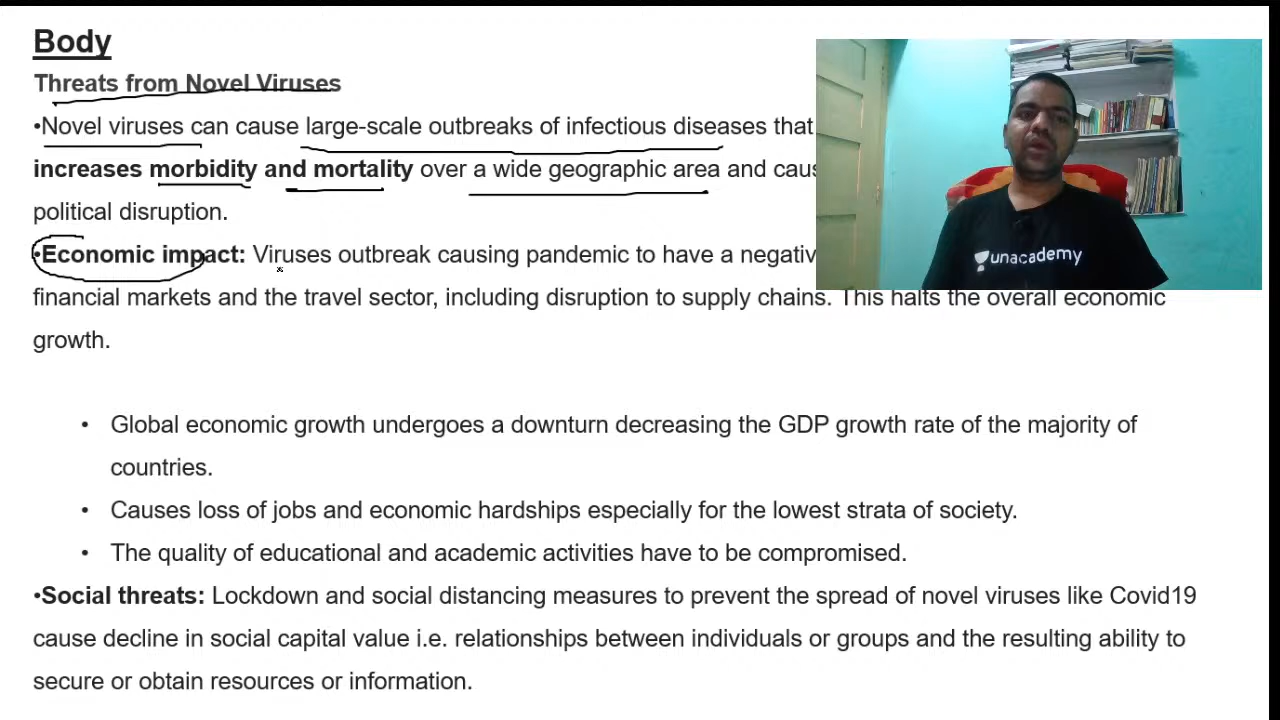 Body
Threats from Novel Viruses
•Novel viruses can cause large-scale outbreaks of infectious diseases that
increases morbidity and mortality over a wide geographic area and
political disruption.
•Economic impact: Viruses outbreak causing pandemic to have a
financial markets and the travel sector, including disruption to supply chains. This halts the overall economic
growth.
• Global economic growth undergoes a downturn decreasing the GDP growth rate of the majority of
countries.
• Causes loss of jobs and economic hardships especially for the lowest strata of society.
• The quality of educational and academic activities have to be compromised.
•Social threats: Lockdown and social distancing measures to prevent the spread of novel viruses like Covid19
cause decline in social capital value i.e. relationships between individuals or groups and the resulting ability to
secure or obtain resources or information.
unacademy